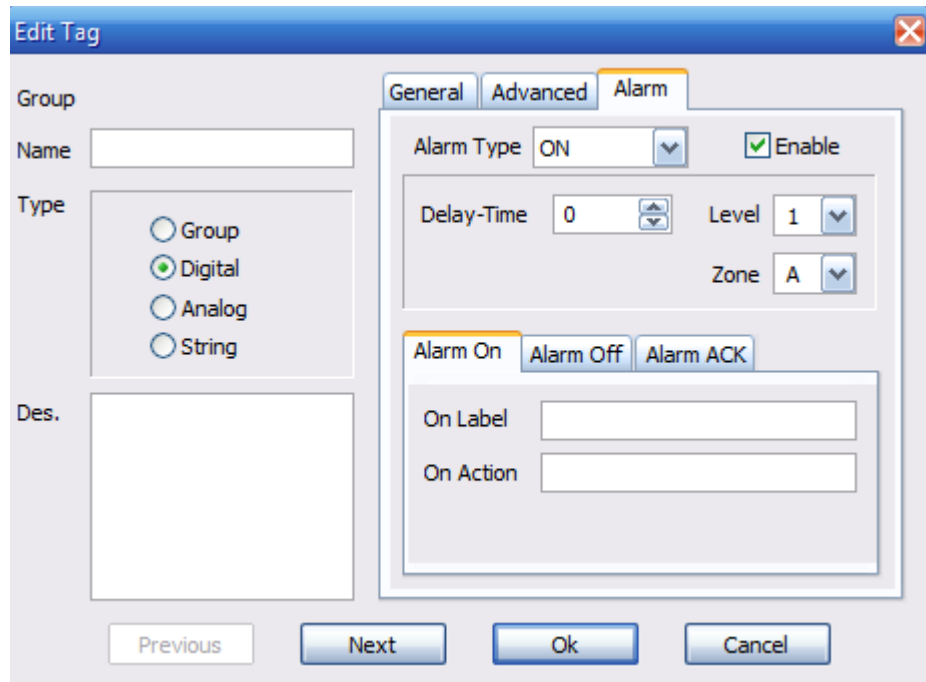 Edit Tag
Group
Name
Type
Group
Digital
Analog
String
Des.
General Advanced Alarm
Alarm Type ON Enable
Delay-Time 0 Level 1
Zone A
Alarm On Alarm Off Alarm ACK
On Label
On Action
Previous Next Ok Cancel